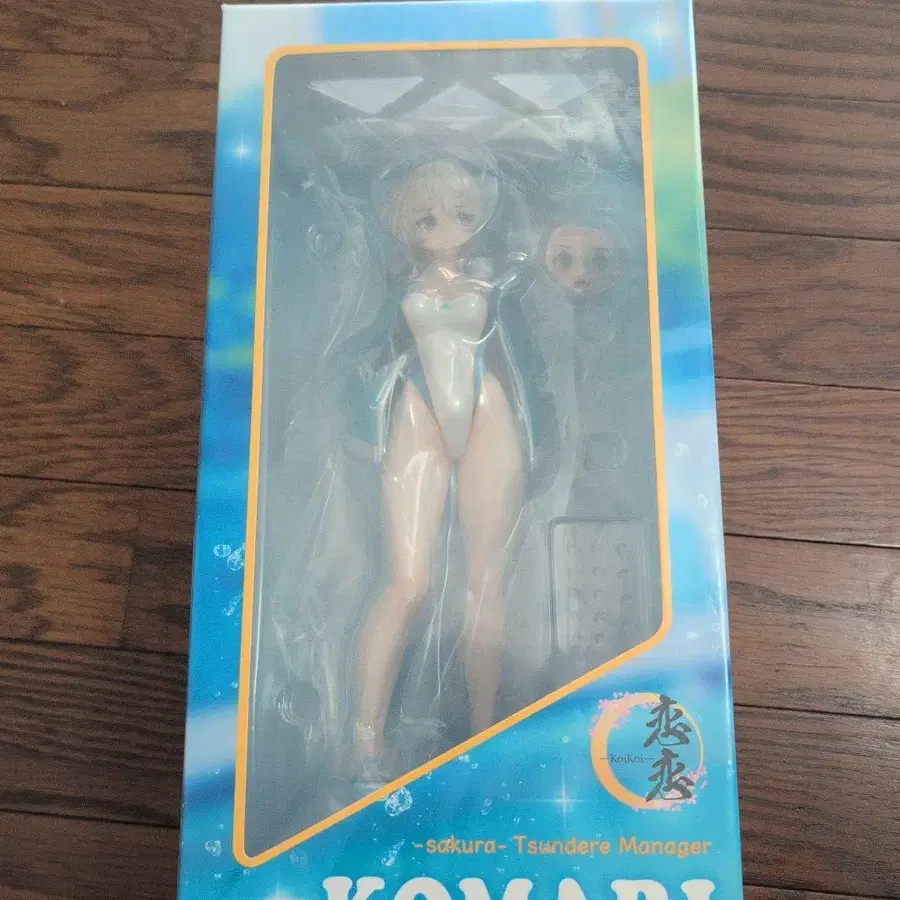 恋
—KoiKoi—
恋
-sakura- Tsundere Manager
KOMARI